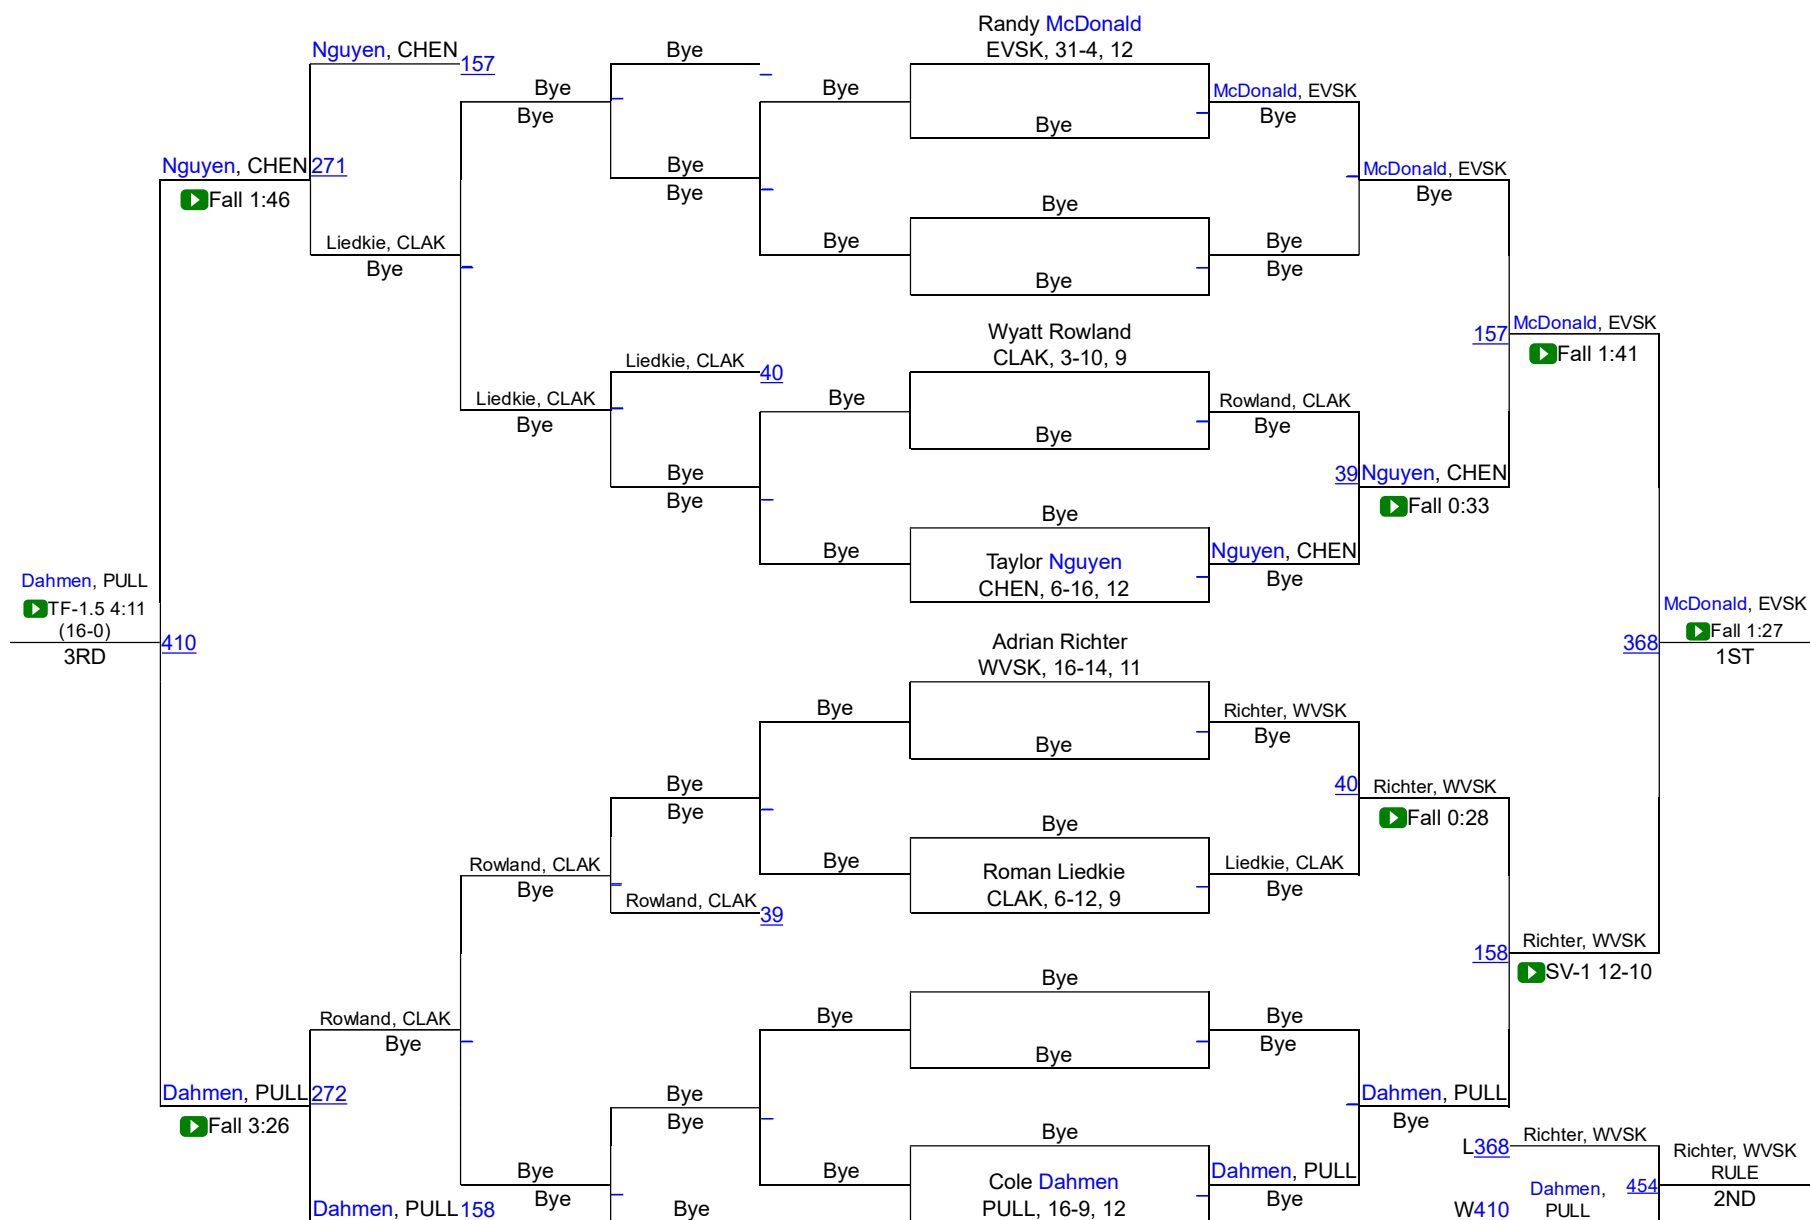 Randy McDonald
EVSK, 31-4, 12
Nguyen, CHEN
157
Bye
Bye
Bye
Bye
McDonald, EVSK
Bye
Bye
Bye
Nguyen, CHEN
271
Fall 1:46
Bye
Bye
McDonald, EVSK
Bye
Bye
Liedkie, CLAK
Bye
Bye
Bye
Bye
Wyatt Rowland
CLAK, 3-10, 9
157
McDonald, EVSK
Fall 1:41
Liedkie, CLAK
40
Liedkie, CLAK
Bye
Bye
Rowland, CLAK
Bye
Bye
Bye
Bye
39
Nguyen, CHEN
Fall 0:33
Bye
Bye
Taylor Nguyen
CHEN, 6-16, 12
Nguyen, CHEN
Bye
Dahmen, PULL
TF-1.5 4:11
(16-0)
3RD
410
McDonald, EVSK
Fall 1:27
1ST
368
Adrian Richter
WVSK, 16-14, 11
Bye
Richter, WVSK
Bye
Bye
Bye
Bye
40
Richter, WVSK
Fall 0:28
Bye
Bye
Roman Liedkie
CLAK, 6-12, 9
Liedkie, CLAK
Bye
Rowland, CLAK
Bye
Rowland, CLAK
39
158
Richter, WVSK
SV-1 12-10
Bye
Bye
Bye
Bye
Bye
Rowland, CLAK
Bye
Dahmen, PULL
272
Fall 3:26
Bye
Bye
Dahmen, PULL
Bye
Bye
Bye
Cole Dahmen
PULL, 16-9, 12
Dahmen, PULL
Bye
Bye
Bye
Dahmen, PULL
158
Bye
L368
Richter, WVSK
Richter, WVSK
RULE
2ND
454
W410
Dahmen,
PULL